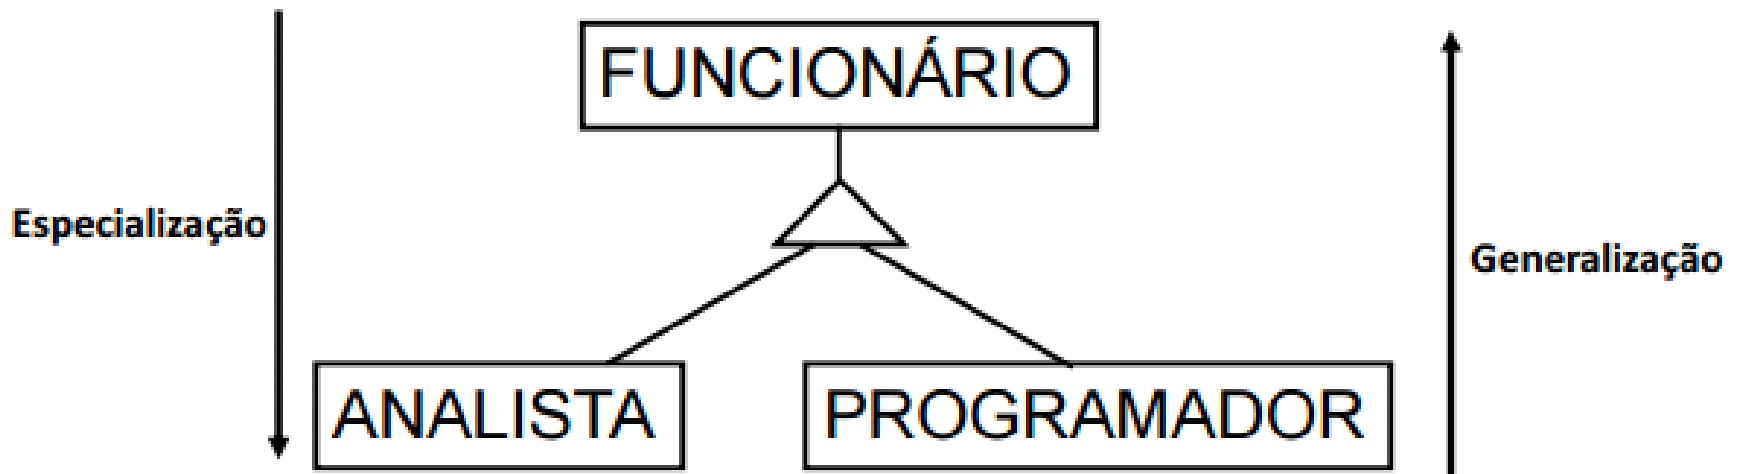 FUNCIONÁRIO
Especialização
Generalização
ANALISTA
PROGRAMADOR